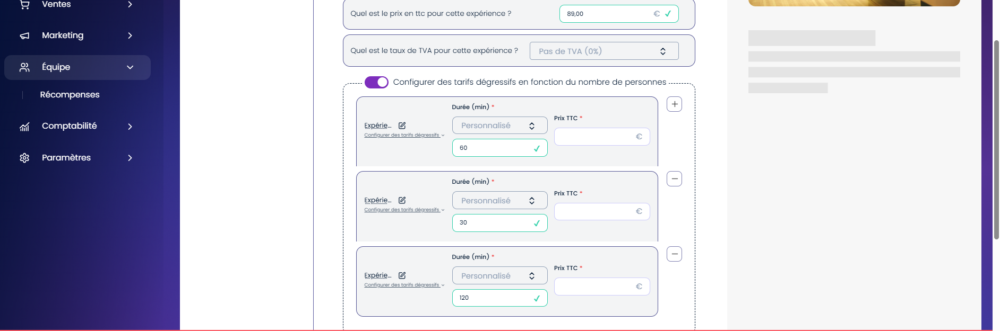 Ventes
Marketing
Équipe
Récompenses
Comptabilité
Paramètres
Quel est le prix en ttc pour cette expérience ?
89,00 €
Quel est le taux de TVA pour cette expérience ?
Pas de TVA (0%)
Configurer des tarifs dégressifs en fonction du nombre de personnes
Durée (min) *
Prix TTC *
Expérie...
Personnalisé
Configurer des tarifs dégressifs
€
60
Durée (min) *
Prix TTC *
Expérie...
Personnalisé
Configurer des tarifs dégressifs
€
30
Durée (min) *
Prix TTC *
Expérie...
Personnalisé
Configurer des tarifs dégressifs
€
120